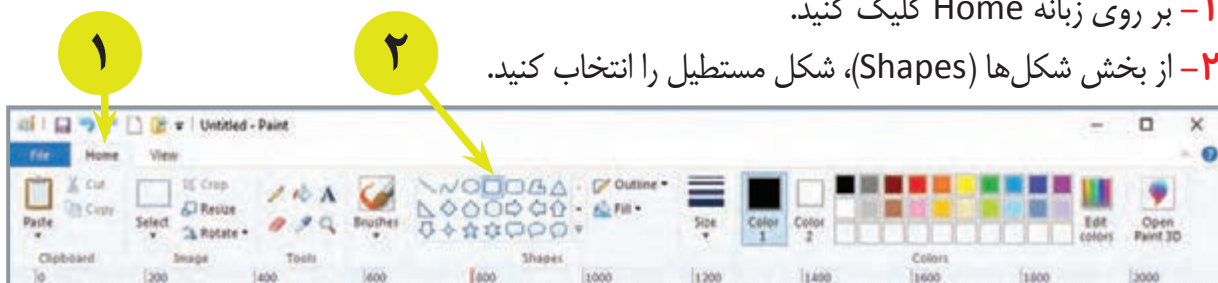 ۱- بر روی زبانه Home کلیک کنید.
۲- از بخش شکل‌ها (Shapes)، شکل مستطیل را انتخاب کنید.
۱
۲
Untitled - Paint
File Home View
Paste
Cut
Copy
Clipboard
Select
Crop
Resize
Rotate
Image
A
Tools
Brushes
Outline
Fill
Shapes
Size
Color 1
Color 2
Edit colors
Colors
Open Paint 3D
0 200 400 600 800 1000 1200 1400 1600 1800 2000